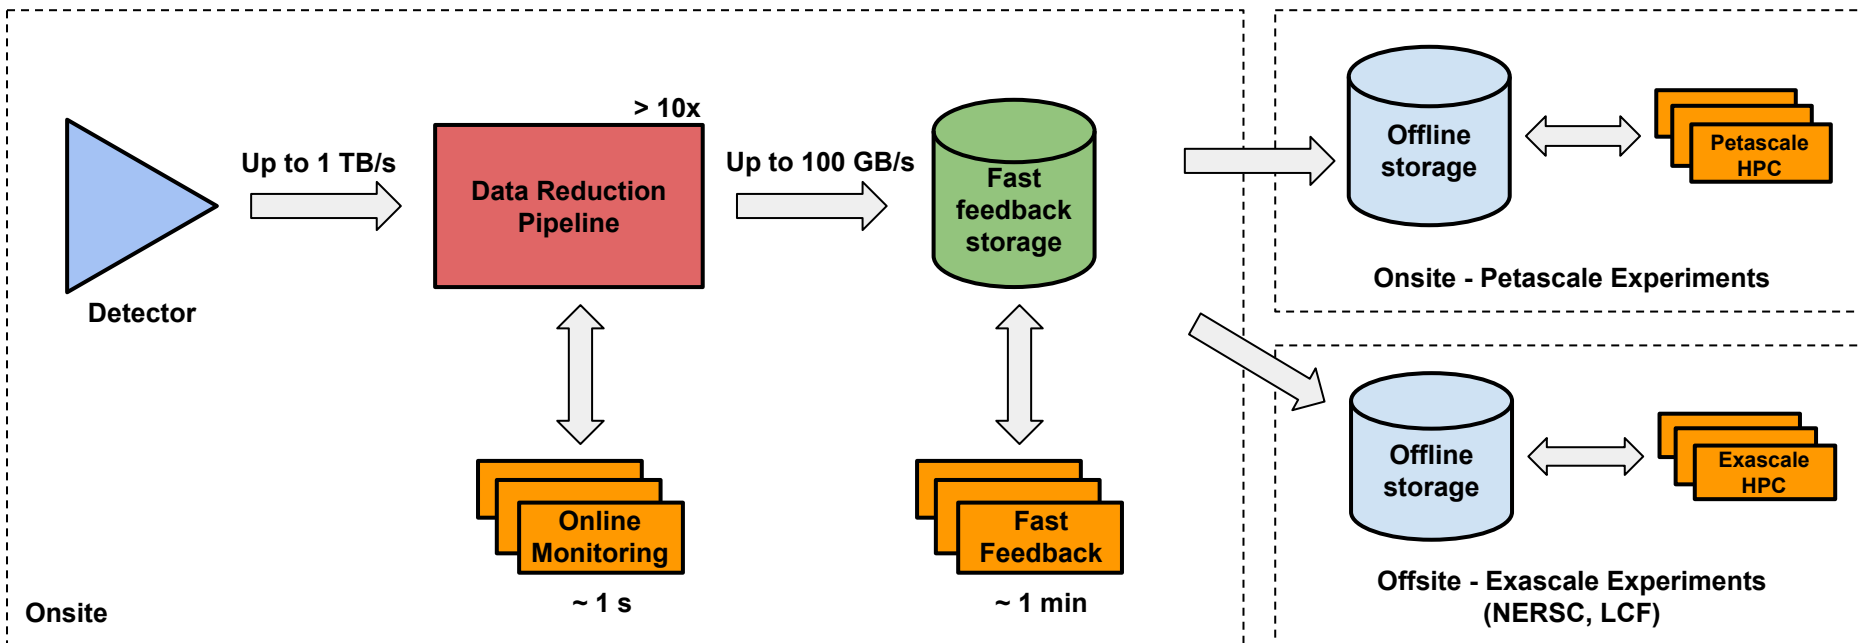 > 10x
Up to 1 TB/s
Up to 100 GB/s
Detector
Data Reduction
Pipeline
Fast
feedback
storage
Online
Monitoring
~ 1 s
Fast
Feedback
~ 1 min
Onsite
Offline
storage
Petascale
HPC
Onsite - Petascale Experiments
Offline
storage
Exascale
HPC
Offsite - Exascale Experiments
(NERSC, LCF)